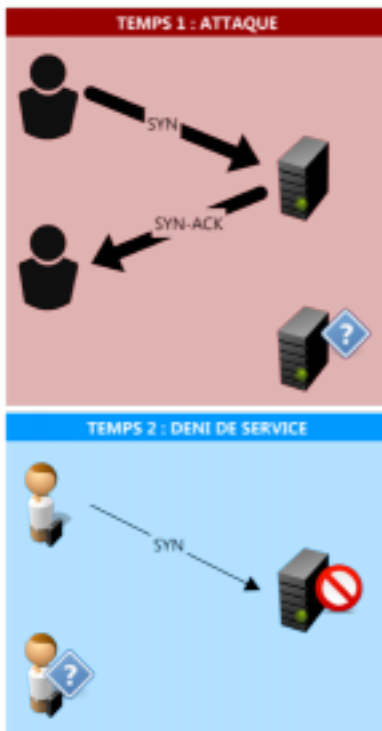 TEMPS 1 : ATTAQUE
SYN
SYN-ACK
?
TEMPS 2 : DENI DE SERVICE
SYN
?